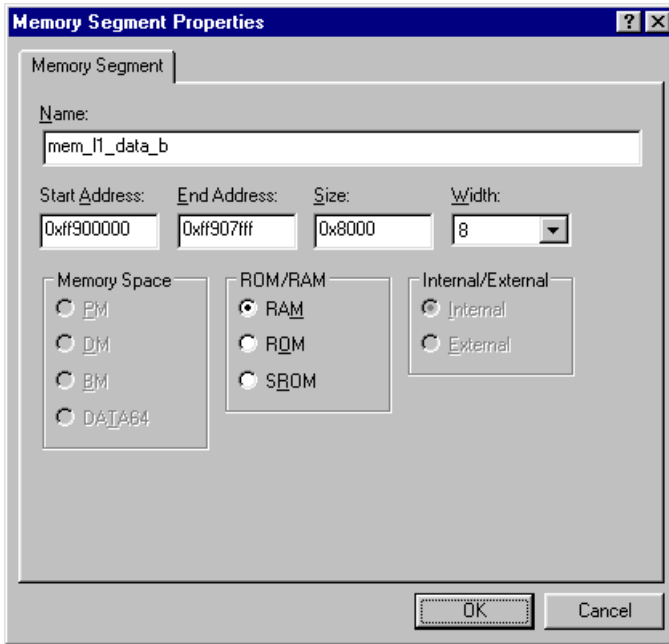 Memory Segment Properties
Memory Segment
Name:
mem_l1_data_b
Start Address: End Address: Size: Width:
0xff900000 0xff907fff 0x8000 8
Memory Space ROM/RAM Internal/External
PM RAM Internal
DM ROM External
BM SROM
DATA64
OK Cancel